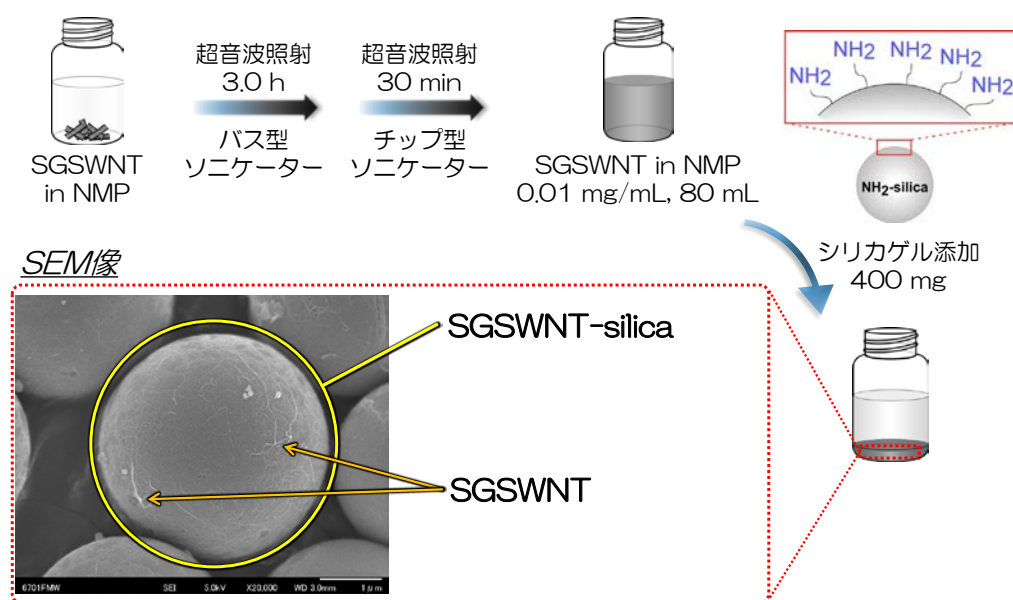 SGSWNT
in NMP
超音波照射
3.0 h
バス型
ソニケーター
超音波照射
30 min
チップ型
ソニケーター
SGSWNT in NMP
0.01 mg/mL, 80 mL
NH2
NH2
NH2
NH2
NH2
NH2-silica
シリカゲル添加
400 mg
SEM像
SGSWNT-silica
SGSWNT
6701FMW SEI 5.0kV X20,000 WD 3.0mm 1μm